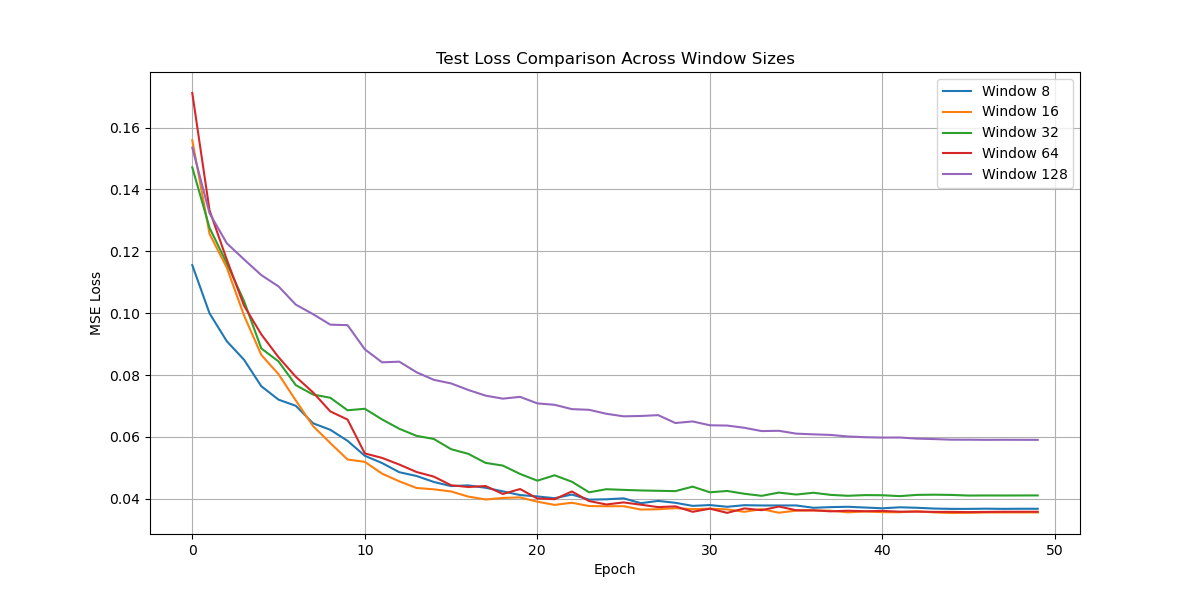 Test Loss Comparison Across Window Sizes
MSE Loss
0.16
0.14
0.12
0.10
0.08
0.06
0.04
Window 8
Window 16
Window 32
Window 64
Window 128
0 10 20 30 40 50
Epoch